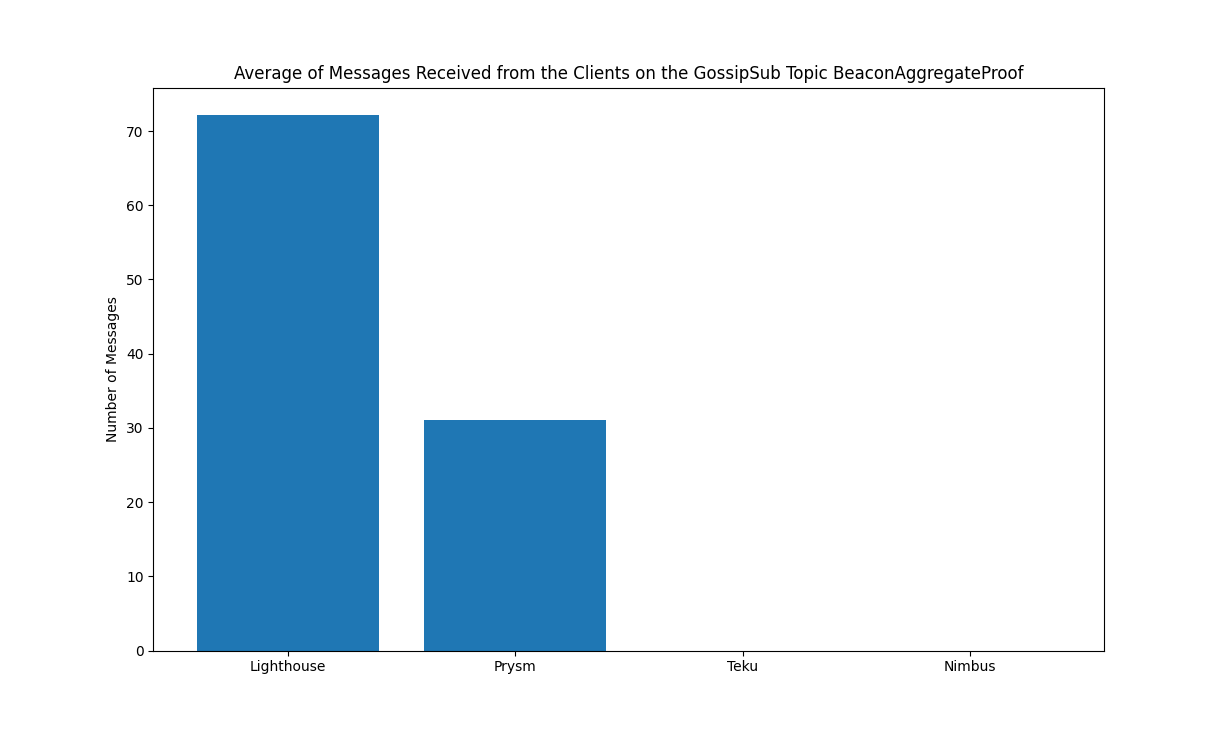 Average of Messages Received from the Clients on the GossipSub Topic BeaconAggregateProof
Number of Messages
70
60
50
40
30
20
10
0
Lighthouse Prysm Teku Nimbus